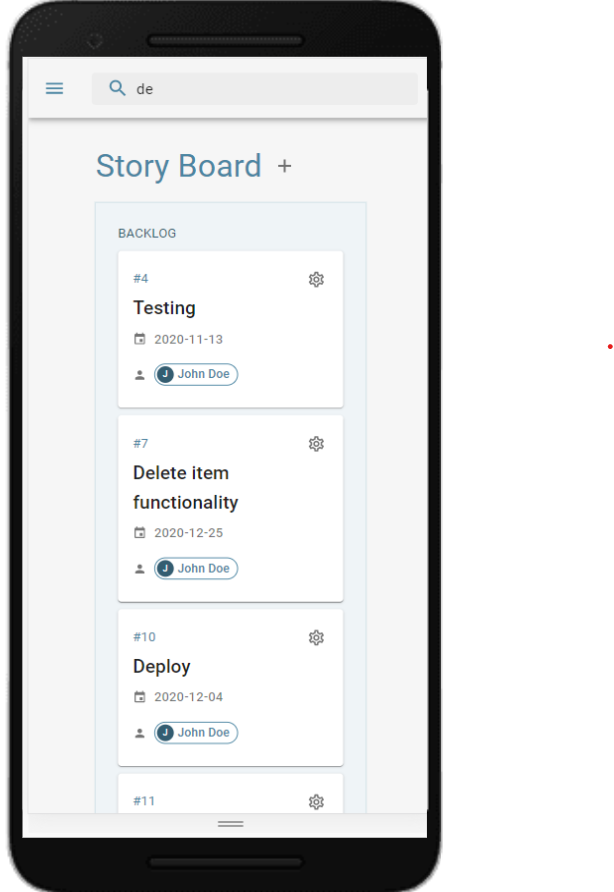 de
Story Board +
BACKLOG
#4
Testing
2020-11-13
J John Doe
#7
Delete item
functionality
2020-12-25
J John Doe
#10
Deploy
2020-12-04
J John Doe
#11